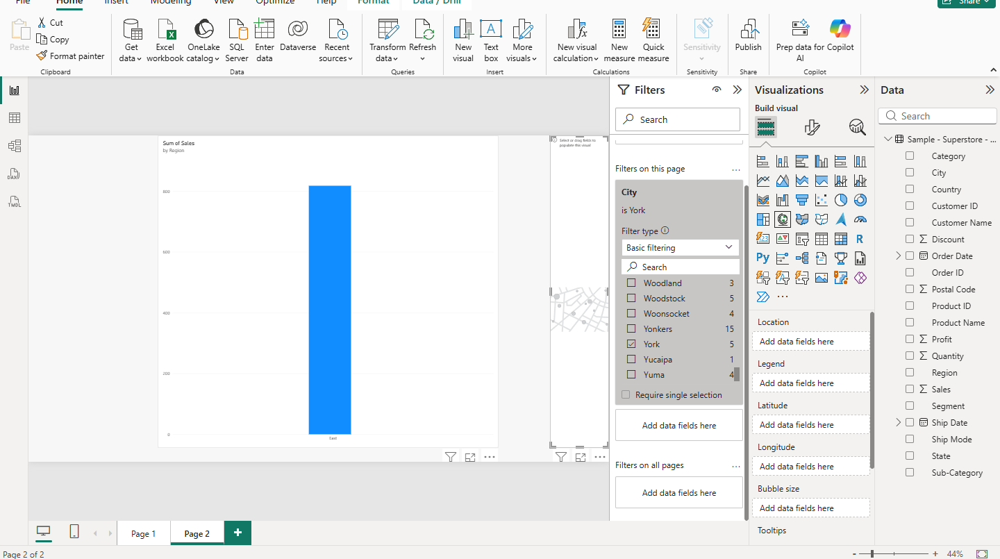 File Home Insert Modeling View Optimize Help Format Data / Drill Share
Paste
Cut
Copy
Format painter
Clipboard
Get data
Excel workbook
OneLake catalog
SQL Server
Enter data
Dataverse
Recent sources
Data
Transform data
Refresh
Queries
New visual
Text box
More visuals
Insert
New visual calculation
New measure
Quick measure
Calculations
Sensitivity
Sensitivity
Publish
Share
Prep data for AI
Copilot
Copilot
DAX
TMDL
Sum of Sales
by Region
800
600
400
200
0
East
Select or drag fields to
populate this visual
Filters
Search
Filters on this page
City
is York
Filter type
Basic filtering
Search
Woodland 3
Woodstock 5
Woonsocket 4
Yonkers 15
York 5
Yucaipa 1
Yuma 4
Require single selection
Add data fields here
Filters on all pages
Add data fields here
Visualizations
Build visual
123
R
Py
Location
Add data fields here
Legend
Add data fields here
Latitude
Add data fields here
Longitude
Add data fields here
Bubble size
Add data fields here
Tooltips
Data
Search
Sample - Superstore - ...
Category
City
Country
Customer ID
Customer Name
Discount
Order Date
Order ID
Postal Code
Product ID
Product Name
Profit
Quantity
Region
Sales
Segment
Ship Date
Ship Mode
State
Sub-Category
Page 1
Page 2
Page 2 of 2
- + 44%